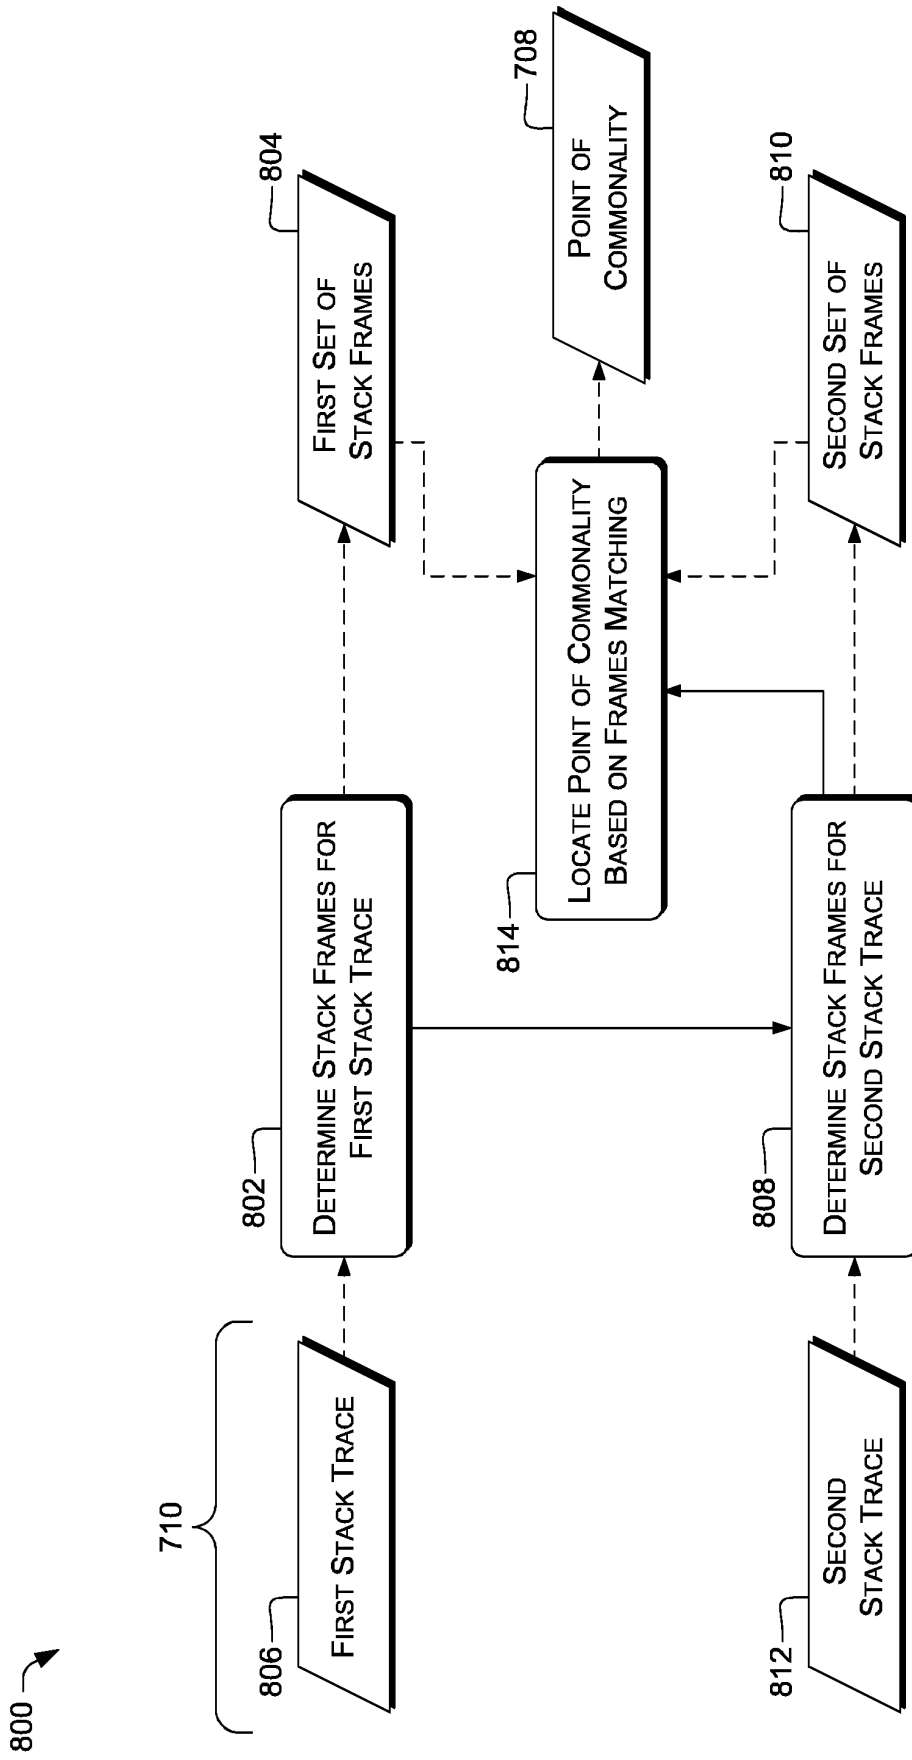 800
710
806
FIRST STACK TRACE
802
DETERMINE STACK FRAMES FOR
FIRST STACK TRACE
804
FIRST SET OF
STACK FRAMES
814
LOCATE POINT OF COMMONALITY
BASED ON FRAMES MATCHING
708
POINT OF
COMMONALITY
812
SECOND
STACK TRACE
808
DETERMINE STACK FRAMES FOR
SECOND STACK TRACE
810
SECOND SET OF
STACK FRAMES